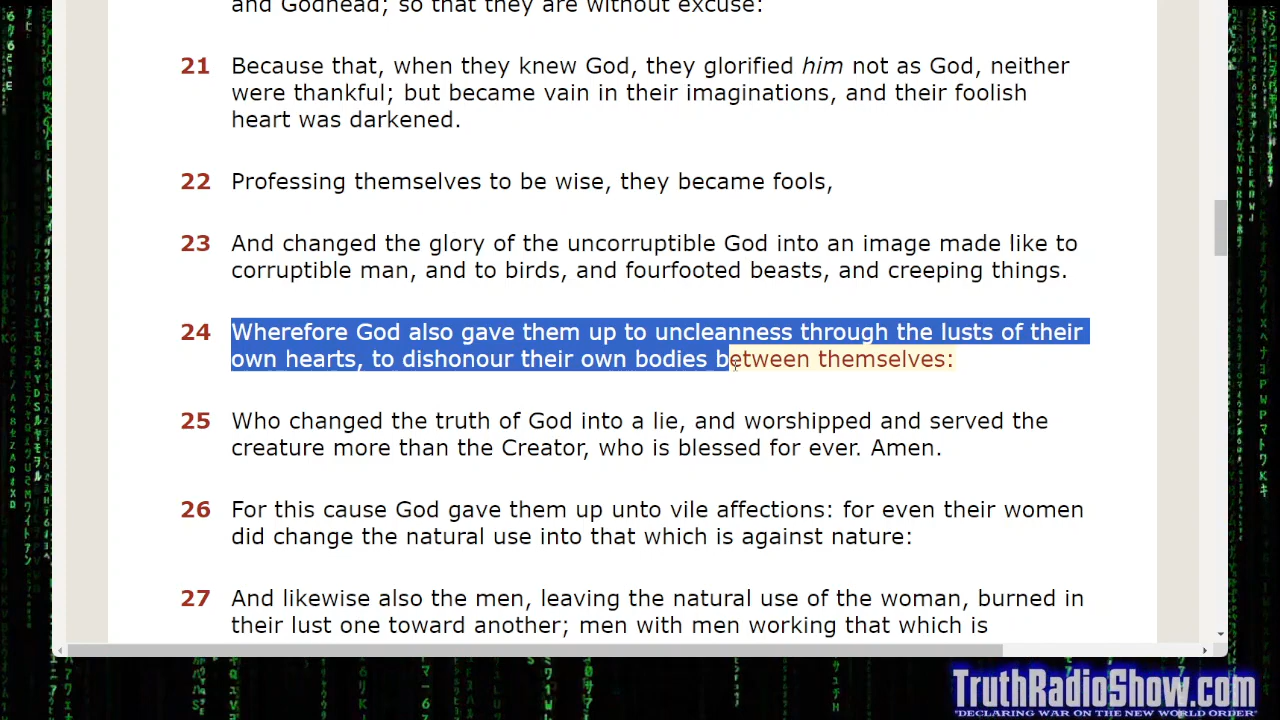 and Godhead; so that they are without excuse:
21 Because that, when they knew God, they glorified him not as God, neither
were thankful; but became vain in their imaginations, and their foolish
heart was darkened.
22 Professing themselves to be wise, they became fools,
23 And changed the glory of the uncorruptible God into an image made like to
corruptible man, and to birds, and fourfooted beasts, and creeping things.
24 Wherefore God also gave them up to uncleanness through the lusts of their
own hearts, to dishonour their own bodies between themselves:
25 Who changed the truth of God into a lie, and worshipped and served the
creature more than the Creator, who is blessed for ever. Amen.
26 For this cause God gave them up unto vile affections: for even their women
did change the natural use into that which is against nature:
27 And likewise also the men, leaving the natural use of the woman, burned in
their lust one toward another; men with men working that which is
TruthRadioShow.com
"DECLARING WAR ON THE NEW WORLD ORDER"